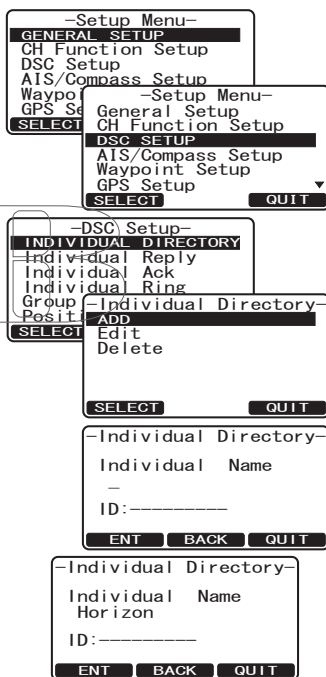 -Setup Menu-
GENERAL SETUP
CH Function Setup
DSC Setup
AIS/Compass Setup
Waypoi
GPS Se
SELECT
-Setup Menu-
General Setup
CH Function Setup
DSC SETUP
AIS/Compass Setup
Waypoint Setup
GPS Setup
SELECT QUIT
-DSC Setup-
INDIVIDUAL DIRECTORY
Individual Reply
Individual Ack
Individual Ring
Group
Positi
SELECT
-Individual Directory-
ADD
Edit
Delete
SELECT QUIT
-Individual Directory-
Individual Name
_
ID:---------
ENT BACK QUIT
-Individual Directory-
Individual Name
Horizon
ID:---------
ENT BACK QUIT